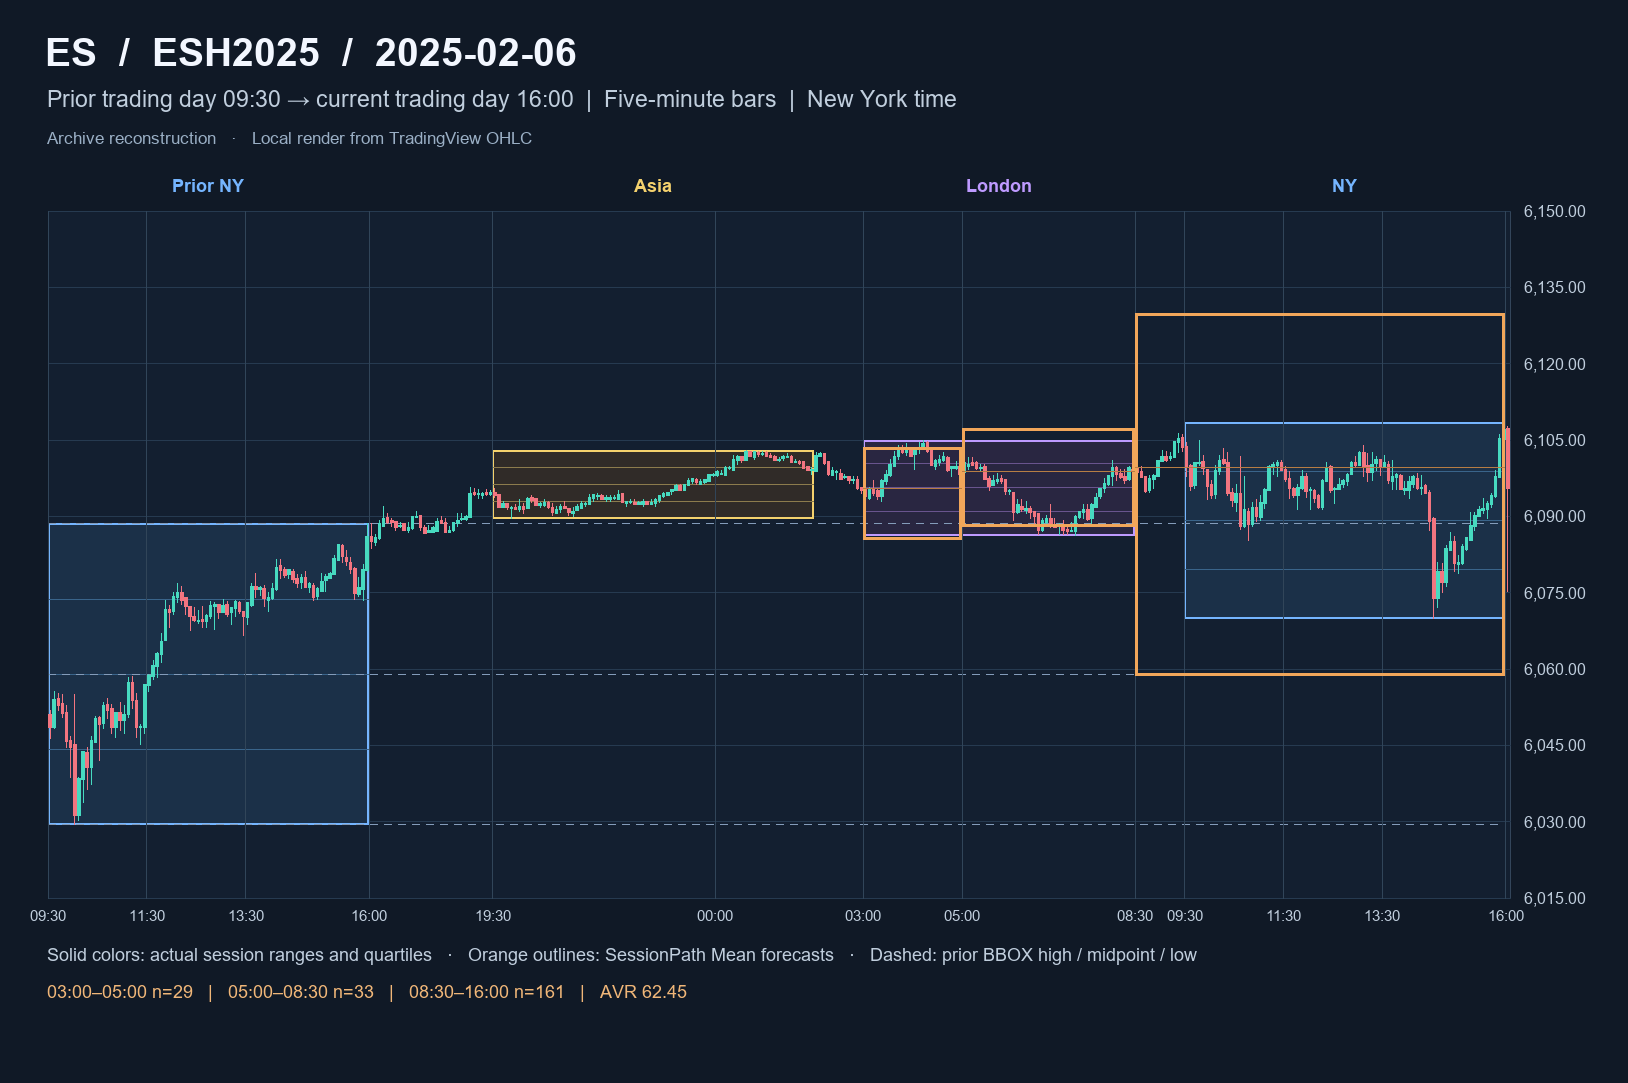 ES / ESH2025 / 2025-02-06
Prior trading day 09:30 → current trading day 16:00 | Five-minute bars | New York time
Archive reconstruction · Local render from TradingView OHLC
Prior NY Asia London NY
6,150.00
6,135.00
6,120.00
6,105.00
6,090.00
6,075.00
6,060.00
6,045.00
6,030.00
6,015.00
09:30 11:30 13:30 16:00 19:30 00:00 03:00 05:00 08:30 09:30 11:30 13:30 16:00
Solid colors: actual session ranges and quartiles · Orange outlines: SessionPath Mean forecasts · Dashed: prior BBOX high / midpoint / low
03:00–05:00 n=29 | 05:00–08:30 n=33 | 08:30–16:00 n=161 | AVR 62.45